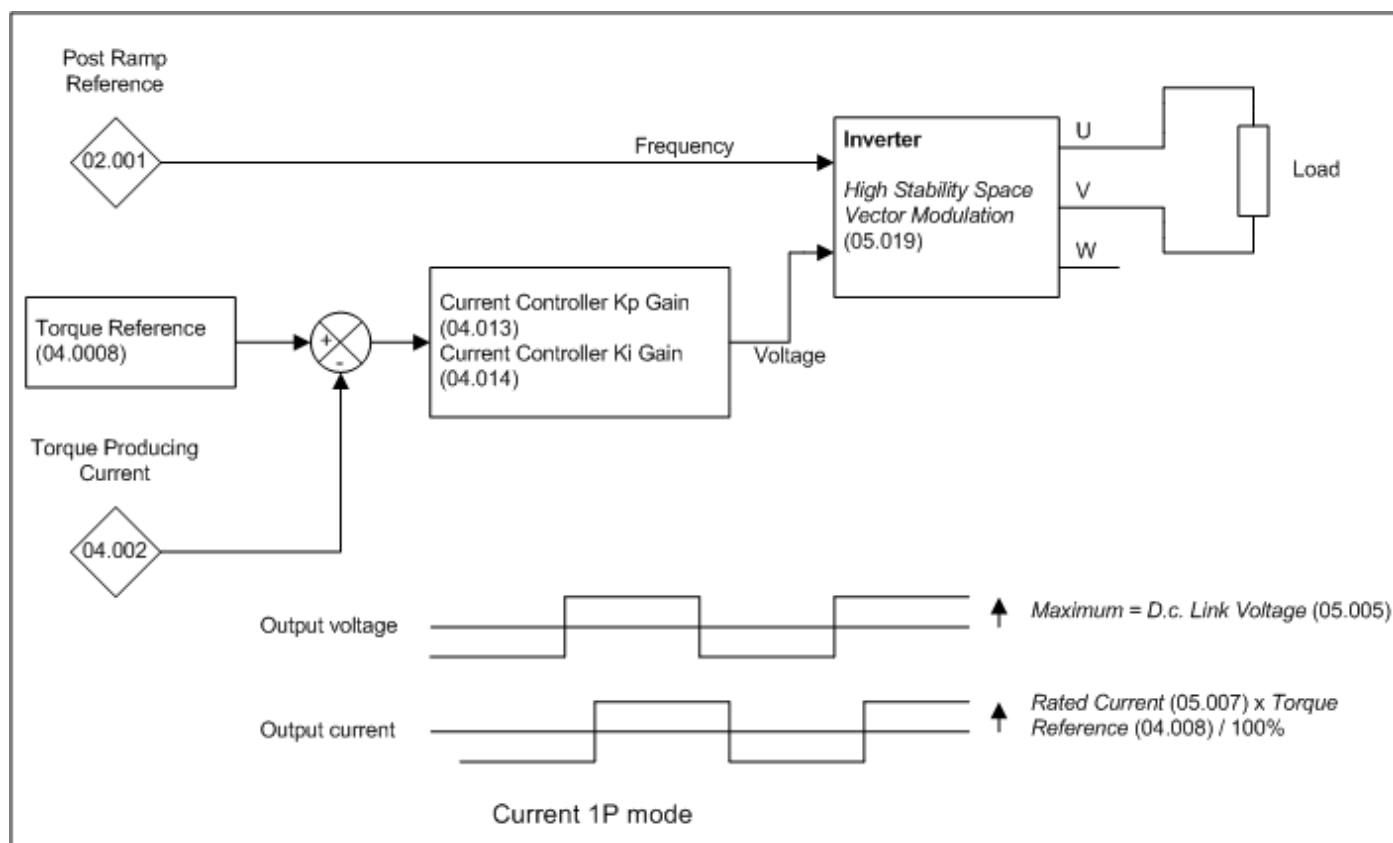 Post Ramp
Reference
02.001
Frequency
Inverter
High Stability Space
Vector Modulation
(05.019)
U
V
W
Load
Torque Reference
(04.0008)
+
-
Current Controller Kp Gain
(04.013)
Current Controller Ki Gain
(04.014)
Voltage
Torque Producing
Current
04.002
Output voltage
Maximum = D.c. Link Voltage (05.005)
Output current
Rated Current (05.007) x Torque
Reference (04.008) / 100%
Current 1P mode